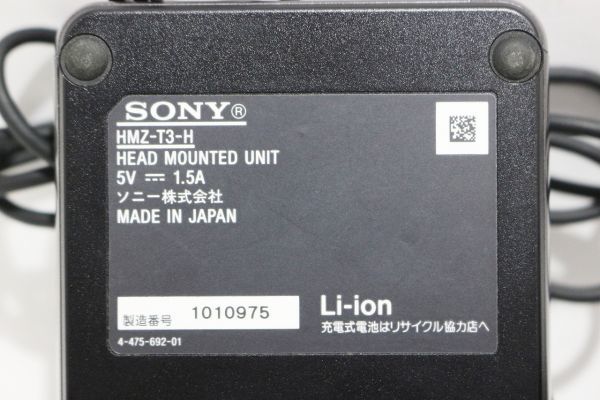 SONY®
HMZ-T3-H
HEAD MOUNTED UNIT
5V ⎓ 1.5A
ソニー株式会社
MADE IN JAPAN
製造番号 1010975
Li-ion
充電式電池はリサイクル協力店へ
4-475-692-01